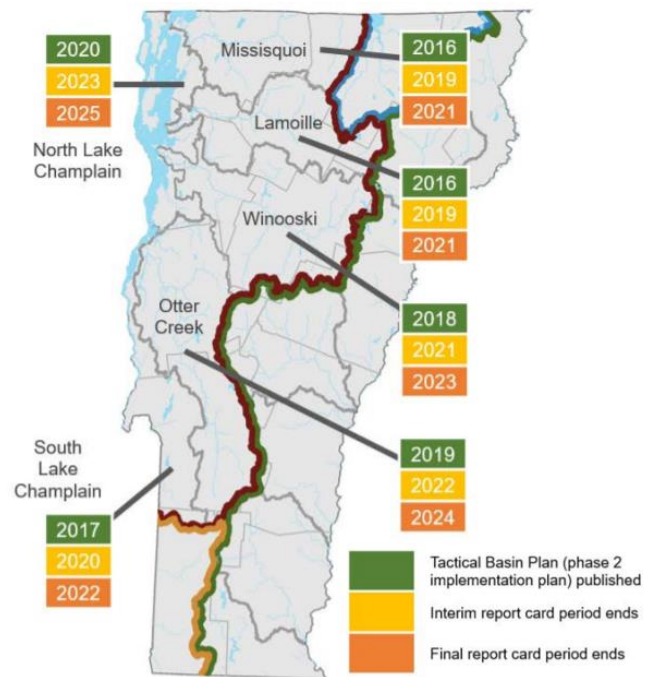 2020
2023
2025
North Lake
Champlain
Missisquoi
2016
2019
2021
Lamoille
2016
2019
2021
Winooski
2018
2021
2023
Otter
Creek
2019
2022
2024
South
Lake
Champlain
2017
2020
2022
Tactical Basin Plan (phase 2
implementation plan) published
Interim report card period ends
Final report card period ends